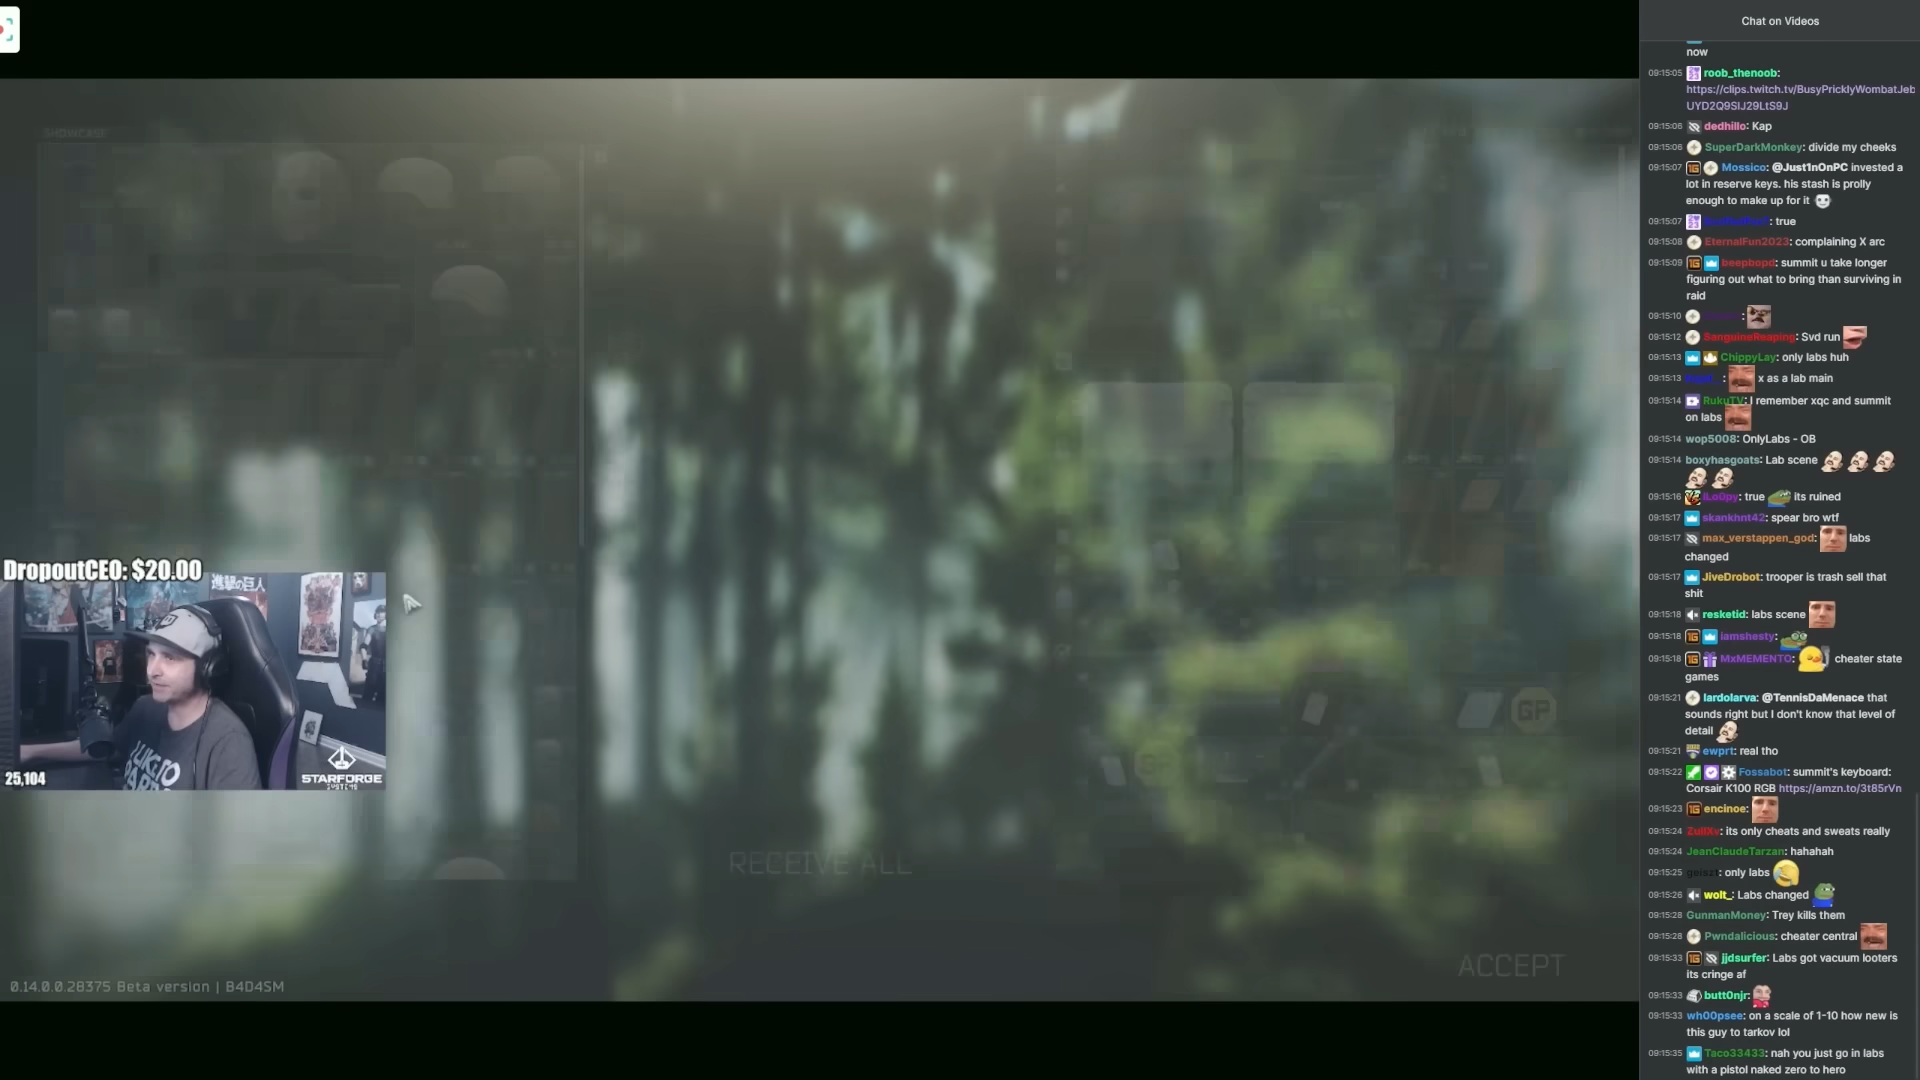 SHOWCASE
DropoutCEO: $20.00
進撃の巨人
25,104
STARFORGE
SYSTEMS
RECEIVE ALL
GP
ACCEPT
0.14.0.0.28375 Beta version | B4D4SM
Chat on Videos
now
09:15:05 roob_thenoob:
https://clips.twitch.tv/BusyPricklyWombatJeb
UYD2Q9SIJ29LtS9J
09:15:06 dedhillo: Kap
09:15:06 SuperDarkMonkey: divide my cheeks
09:15:07 Mossico: @Just1nOnPC invested a
lot in reserve keys. his stash is prolly
enough to make up for it
09:15:07 : true
09:15:08 EternalFun2023: complaining X arc
09:15:09 beepbopd: summit u take longer
figuring out what to bring than surviving in
raid
09:15:10 :
09:15:12 SanguineReaping: Svd run
09:15:13 ChippyLay: only labs huh
09:15:13 : x as a lab main
09:15:14 RukuTV: I remember xqc and summit
on labs
09:15:14 wop5008: OnlyLabs - OB
09:15:14 boxyhasgoats: Lab scene
09:15:16 iLoOpy: true its ruined
09:15:17 skankhnt42: spear bro wtf
09:15:17 max_verstappen_god: labs
changed
09:15:17 JiveDrobot: trooper is trash sell that
shit
09:15:18 resketid: labs scene
09:15:18 iamshesty:
09:15:18 MxMEMENTO: cheater state
games
09:15:21 lardolarva: @TennisDaMenace that
sounds right but I don't know that level of
detail
09:15:21 ewprt: real tho
09:15:22 Fossabot: summit's keyboard:
Corsair K100 RGB https://amzn.to/3t85rVn
09:15:23 encinoe:
09:15:24 ZullXv: its only cheats and sweats really
09:15:24 JeanClaudeTarzan: hahahah
09:15:25 : only labs
09:15:26 wolt_: Labs changed
09:15:28 GunmanMoney: Trey kills them
09:15:28 Pwndalicious: cheater central
09:15:33 jjdsurfer: Labs got vacuum looters
its cringe af
09:15:33 butt0njr:
09:15:33 wh00psee: on a scale of 1-10 how new is
this guy to tarkov lol
09:15:35 Taco33433: nah you just go in labs
with a pistol naked zero to hero